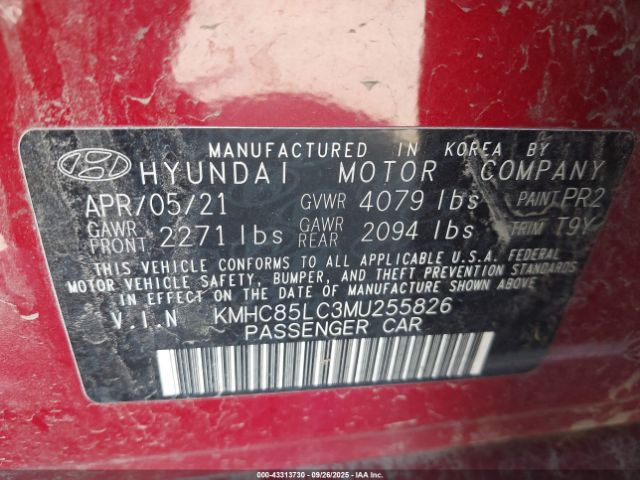 MANUFACTURED IN KOREA BY
HYUNDAI MOTOR COMPANY
APR/05/21 GVWR 4079 lbs PAINT PR2
GAWR FRONT 2271 lbs GAWR REAR 2094 lbs TRIM T9Y
THIS VEHICLE CONFORMS TO ALL APPLICABLE U.S.A. FEDERAL
MOTOR VEHICLE SAFETY, BUMPER, AND THEFT PREVENTION STANDARDS
IN EFFECT ON THE DATE OF MANUFACTURE SHOWN ABOVE.
V.I.N KMHC85LC3MU255826
PASSENGER CAR
000-43313730 - 09/26/2025 - IAA Inc.